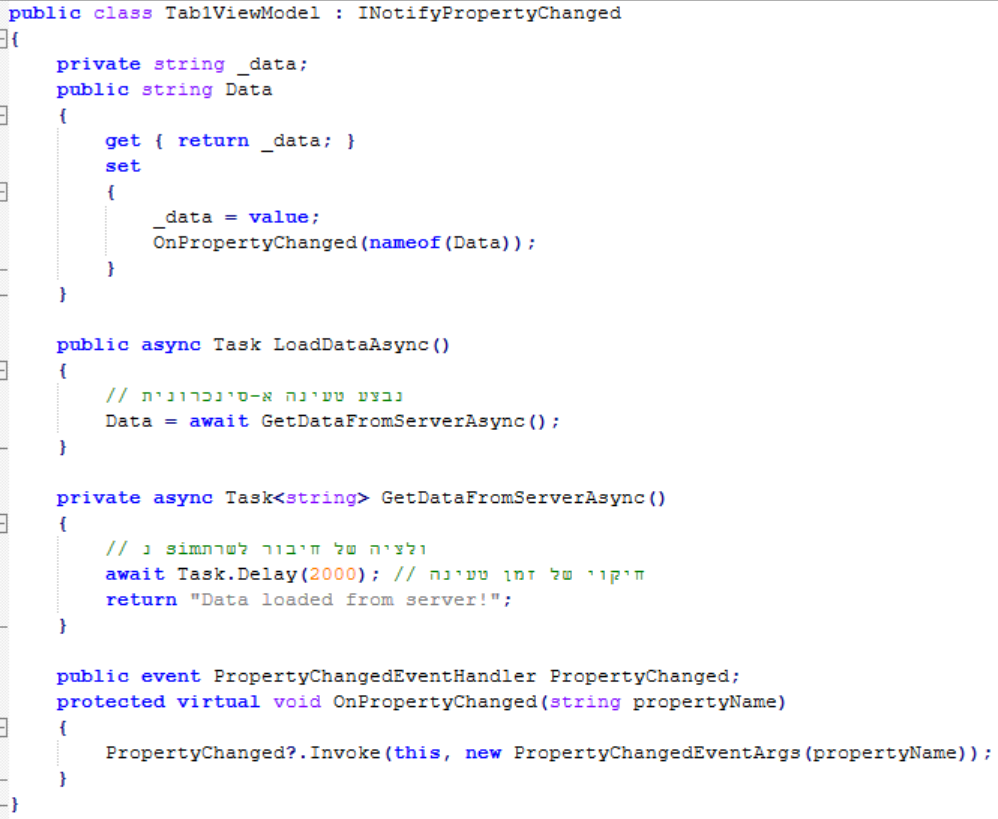 public class Tab1ViewModel : INotifyPropertyChanged
{
private string _data;
public string Data
{
get { return _data; }
set
{
_data = value;
OnPropertyChanged(nameof(Data));
}
}
public async Task LoadDataAsync()
{
// נבצע טעינה א-סינכרונית
Data = await GetDataFromServerAsync();
}
private async Task<string> GetDataFromServerAsync()
{
// נ simולציה של חיבור לשרת
await Task.Delay(2000); // חיקוי של זמן טעינה
return "Data loaded from server!";
}
public event PropertyChangedEventHandler PropertyChanged;
protected virtual void OnPropertyChanged(string propertyName)
{
PropertyChanged?.Invoke(this, new PropertyChangedEventArgs(propertyName));
}
}